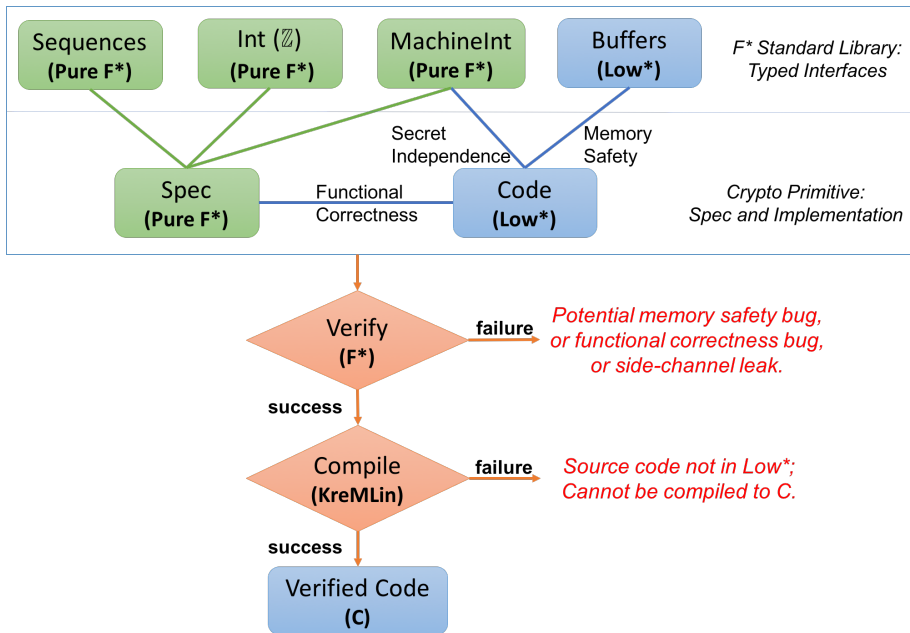 Sequences
(Pure F*)
Int (ℤ)
(Pure F*)
MachineInt
(Pure F*)
Buffers
(Low*)
F* Standard Library:
Typed Interfaces
Secret
Independence
Memory
Safety
Spec
(Pure F*)
Functional
Correctness
Code
(Low*)
Crypto Primitive:
Spec and Implementation
Verify
(F*)
failure
Potential memory safety bug,
or functional correctness bug,
or side-channel leak.
success
Compile
(KreMLin)
failure
Source code not in Low*;
Cannot be compiled to C.
success
Verified Code
(C)